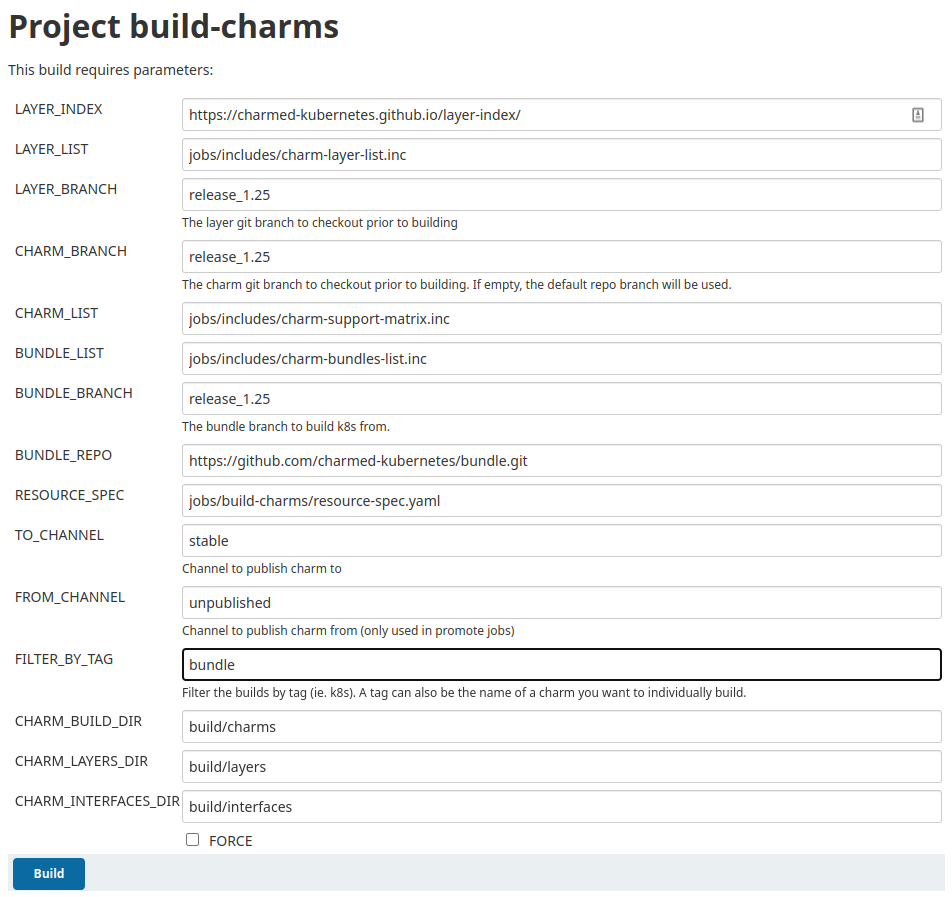 Project build-charms
This build requires parameters:
LAYER_INDEX
https://charmed-kubernetes.github.io/layer-index/
LAYER_LIST
jobs/includes/charm-layer-list.inc
LAYER_BRANCH
release_1.25
The layer git branch to checkout prior to building
CHARM_BRANCH
release_1.25
The charm git branch to checkout prior to building. If empty, the default repo branch will be used.
CHARM_LIST
jobs/includes/charm-support-matrix.inc
BUNDLE_LIST
jobs/includes/charm-bundles-list.inc
BUNDLE_BRANCH
release_1.25
The bundle branch to build k8s from.
BUNDLE_REPO
https://github.com/charmed-kubernetes/bundle.git
RESOURCE_SPEC
jobs/build-charms/resource-spec.yaml
TO_CHANNEL
stable
Channel to publish charm to
FROM_CHANNEL
unpublished
Channel to publish charm from (only used in promote jobs)
FILTER_BY_TAG
bundle
Filter the builds by tag (ie. k8s). A tag can also be the name of a charm you want to individually build.
CHARM_BUILD_DIR
build/charms
CHARM_LAYERS_DIR
build/layers
CHARM_INTERFACES_DIR
build/interfaces
FORCE
Build